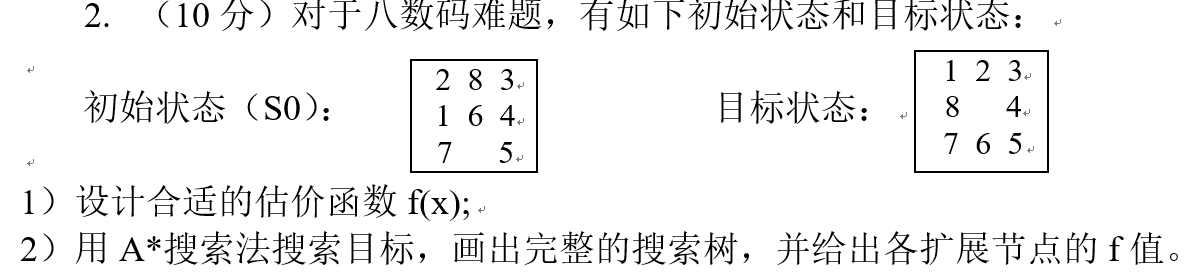 2. （10 分）对于八数码难题，有如下初始状态和目标状态：
初始状态（S0）：
2 8 3
1 6 4
7 5
目标状态：
1 2 3
8 4
7 6 5
1）设计合适的估价函数 f(x);
2）用 A*搜索法搜索目标，画出完整的搜索树，并给出各扩展节点的 f 值。